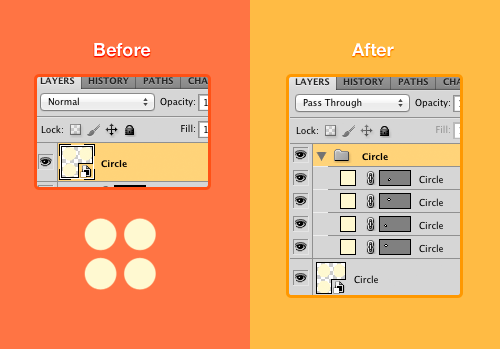 Before
LAYERS HISTORY PATHS CHA
Normal Opacity: 1
Lock: Fill: 1
Circle
After
LAYERS HISTORY PATHS CH
Pass Through Opacity:
Lock: Fill:
Circle
Circle
Circle
Circle
Circle
Circle